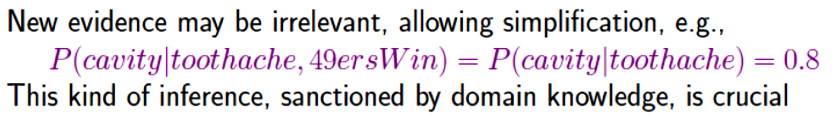 New evidence may be irrelevant, allowing simplification, e.g.,
P(cavity|toothache, 49ersWin) = P(cavity|toothache) = 0.8
This kind of inference, sanctioned by domain knowledge, is crucial